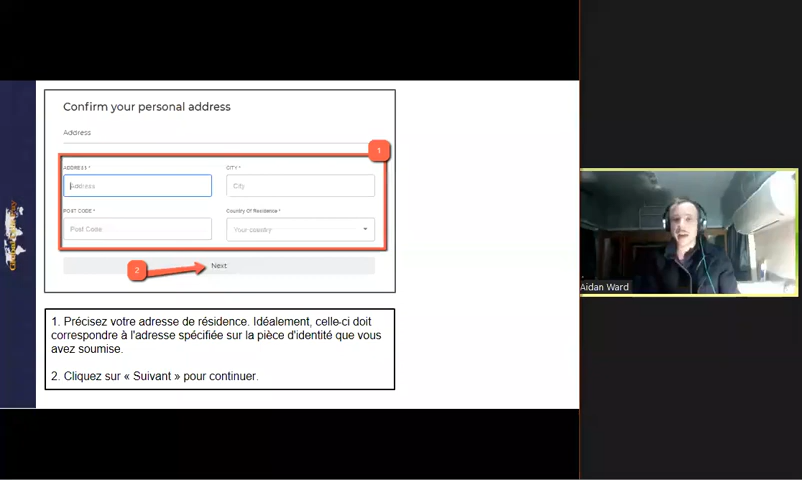 Confirm your personal address
Address
1
ADDRESS *
CITY *
Address
City
POST CODE *
Country Of Residence *
Post Code
Your country
2
Next
1. Précisez votre adresse de résidence. Idéalement, celle-ci doit
correspondre à l'adresse spécifiée sur la pièce d'identité que vous
avez soumise.
2. Cliquez sur « Suivant » pour continuer.
Aidan Ward